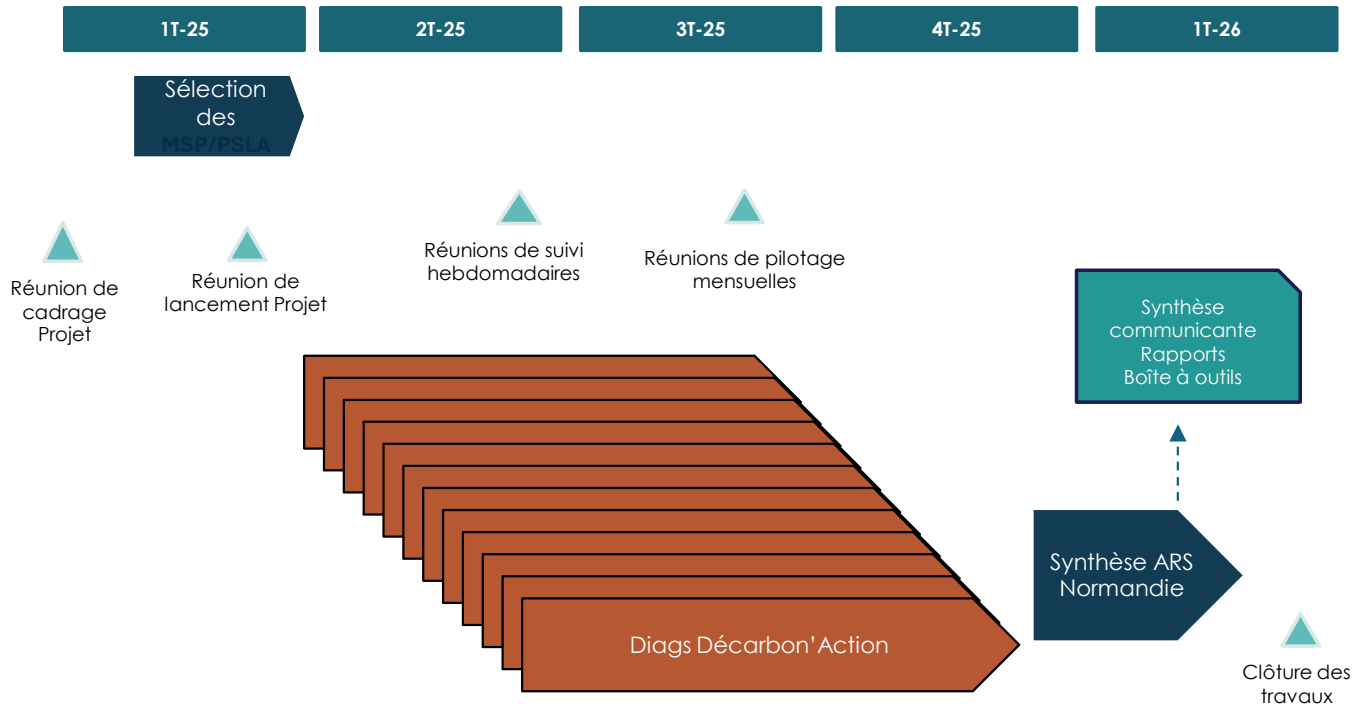 1T-25
2T-25
3T-25
4T-25
1T-26
Sélection
des
MSP/PSLA
Réunion de
cadrage
Projet
Réunion de
lancement Projet
Réunions de suivi
hebdomadaires
Réunions de pilotage
mensuelles
Synthèse
communicante
Rapports
Boîte à outils
Diags Décarbon'Action
Synthèse ARS
Normandie
Clôture des
travaux